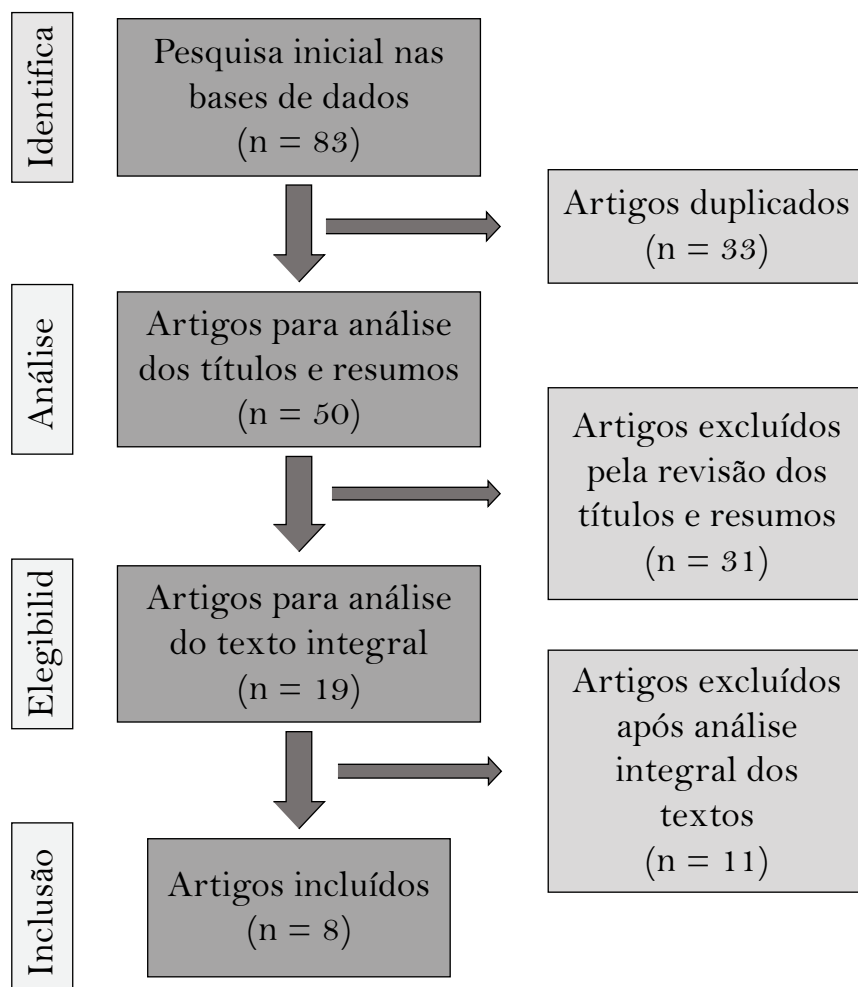 Identifica
Pesquisa inicial nas
bases de dados
(n = 83)
Artigos duplicados
(n = 33)
Análise
Artigos para análise
dos títulos e resumos
(n = 50)
Artigos excluídos
pela revisão dos
títulos e resumos
(n = 31)
Elegibilid
Artigos para análise
do texto integral
(n = 19)
Artigos excluídos
após análise
integral dos
textos
(n = 11)
Inclusão
Artigos incluídos
(n = 8)